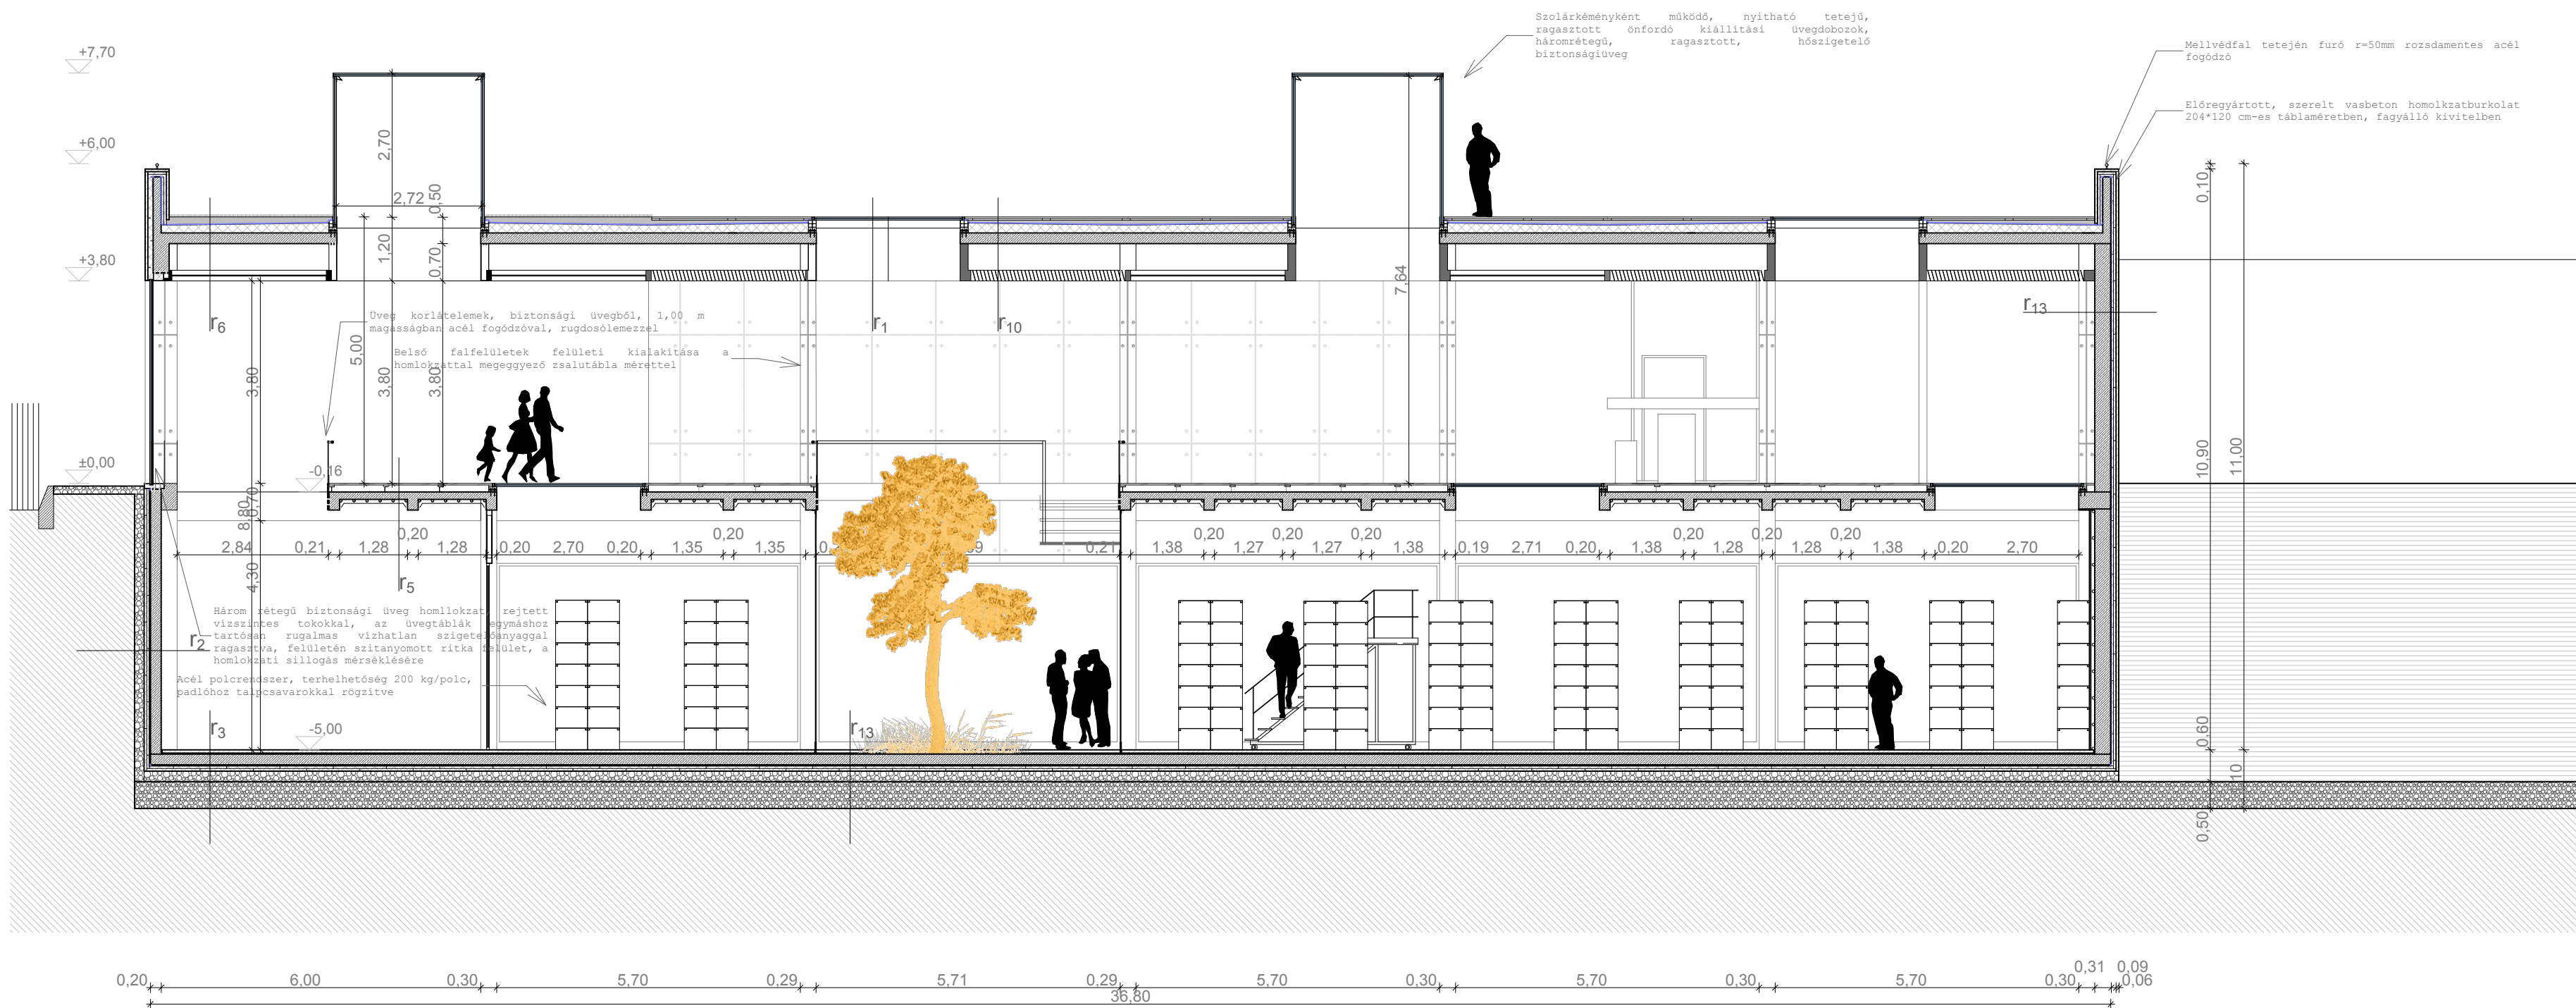 Szolárkéményként működő, nyitható tetejű,
ragasztott önfordó kiállítási üvegdobozok,
háromrétegű, ragasztott, hőszigetelő
biztonságiüveg
Mellvédfal tetején furó r=50mm rozsdamentes acél
fogódzó
Előregyártott, szerelt vasbeton homolkzatburkolat
204*120 cm-es táblaméretben, fagyálló kivitelben
+7,70
+6,00
+3,80
±0,00
-0,16
-5,00
2,70
2,72
0,50
1,20
0,70
5,00
3,80
3,80
3,80
7,64
0,10
10,90
11,00
0,60
0,50
r6
r1
r10
r13
Üveg korlátelemek, biztonsági üvegből, 1,00 m
magasságban acél fogódzóval, rugdosólemezzel
Belső falfelületek felületi kialakítása a
homlokzattal megeggyező zsalutábla mérettel
8,80
0,70
4,30
2,84 0,21 1,28 0,20 1,28 0,20 2,70 0,20 1,35 0,20 1,35 0,21 1,38 0,20 1,27 0,20 1,27 0,20 1,38 0,19 2,71 0,20 1,38 0,20 1,28 0,20 1,28 0,20 1,38 0,20 2,70
r5
Három rétegű biztonsági üveg homllokzat, rejtett
vízszintes tokokkal, az üvegtáblák egymáshoz
tartósan rugalmas vízhatlan szigetelőanyaggal
ragasztva, felületén szitanyomott ritka felület, a
homlokzati sillogás mérséklésére
r2
Acél polcrendszer, terhelhetőség 200 kg/polc,
padlóhoz talpcsavarokkal rögzítve
r3
r13
0,20 6,00 0,30 5,70 0,29 5,71 0,29 5,70 0,30 5,70 0,30 5,70 0,30 0,31 0,09 0,06
36,80